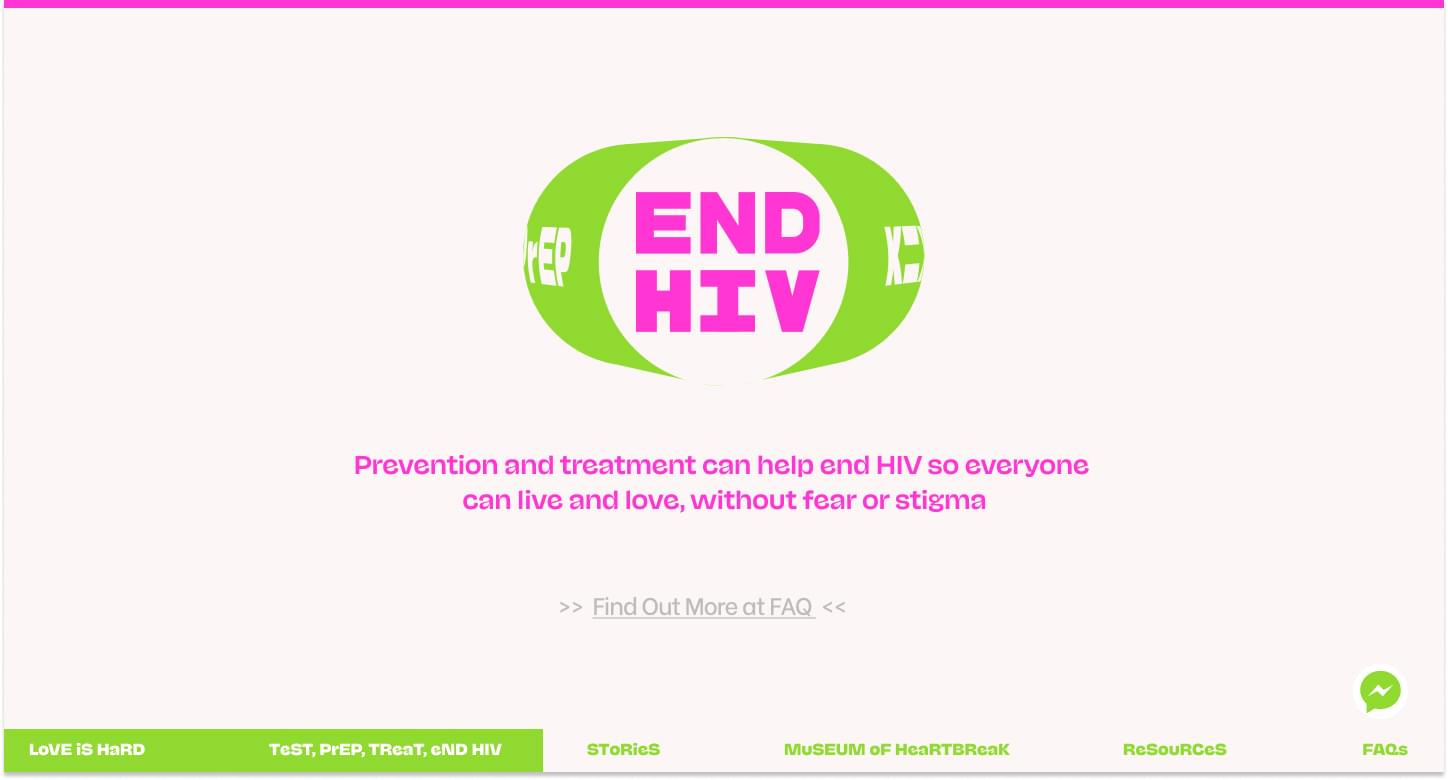 END
HIV
PrEP
Prevention and treatment can help end HIV so everyone
can live and love, without fear or stigma
>> Find Out More at FAQ <<
LoVE iS HaRD
TeST, PrEP, TReaT, eND HIV
SToRieS
MuSEUM oF HeaRTBReaK
ReSouRCeS
FAQs